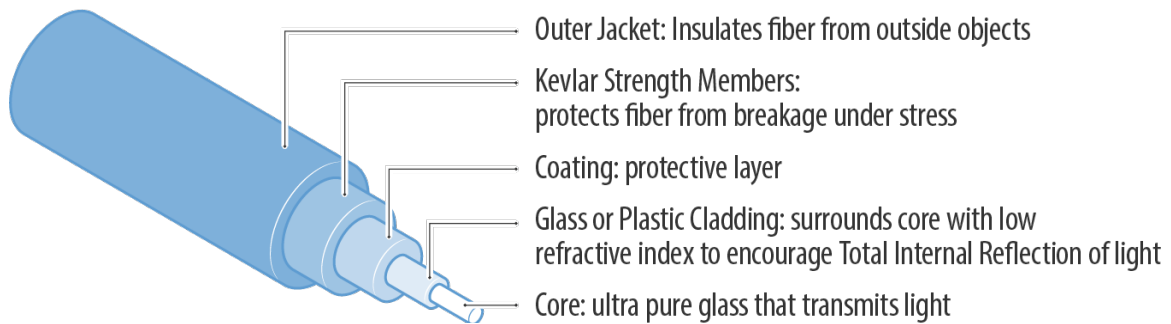 Outer Jacket: Insulates fiber from outside objects
Kevlar Strength Members:
protects fiber from breakage under stress
Coating: protective layer
Glass or Plastic Cladding: surrounds core with low
refractive index to encourage Total Internal Reflection of light
Core: ultra pure glass that transmits light